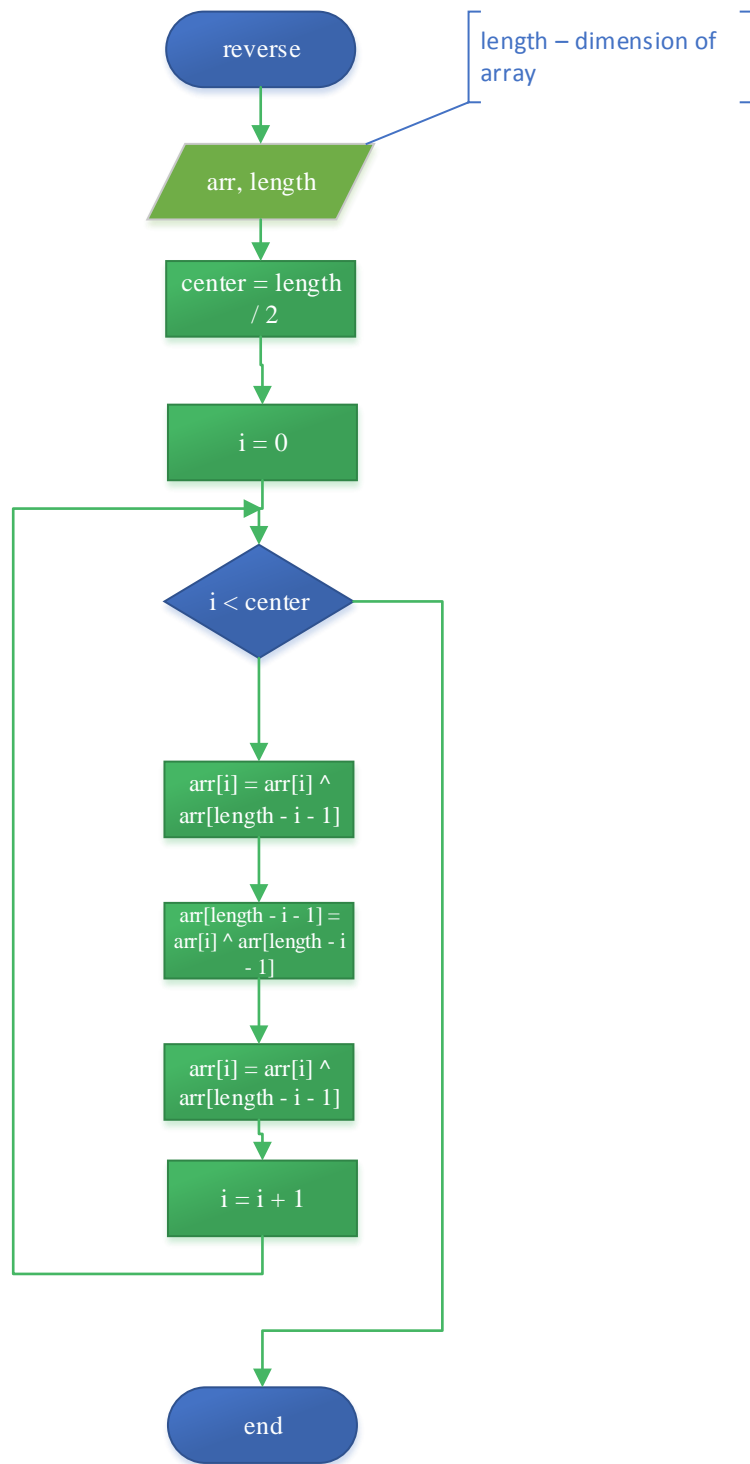 reverse
length – dimension of
array
arr, length
center = length
/ 2
i = 0
i < center
arr[i] = arr[i] ^
arr[length - i - 1]
arr[length - i - 1] =
arr[i] ^ arr[length - i
- 1]
arr[i] = arr[i] ^
arr[length - i - 1]
i = i + 1
end